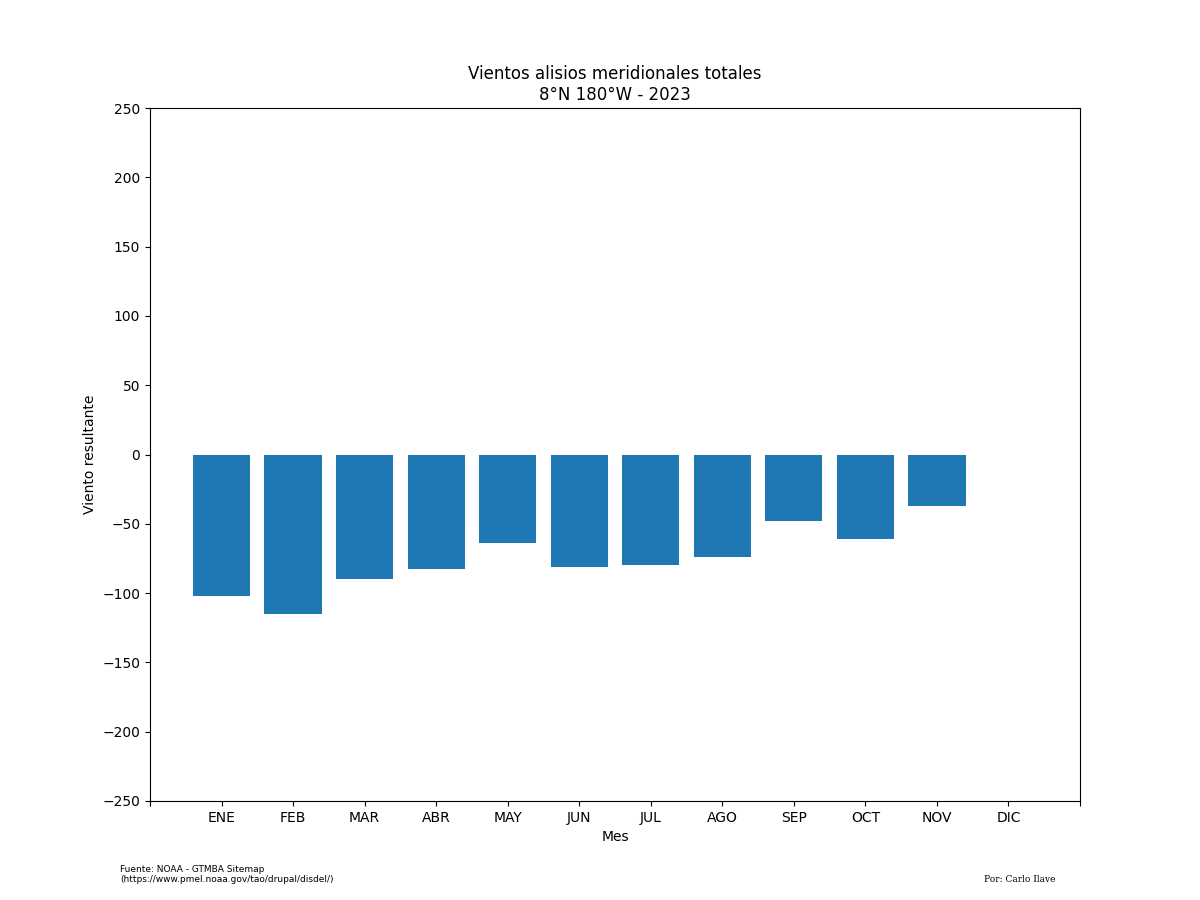 Vientos alisios meridionales totales
8°N 180°W - 2023
250
200
150
100
50
0
−50
−100
−150
−200
−250
Viento resultante
ENE FEB MAR ABR MAY JUN JUL AGO SEP OCT NOV DIC
Mes
Fuente: NOAA - GTMBA Sitemap
(https://www.pmel.noaa.gov/tao/drupal/disdel/)
Por: Carlo Ilave